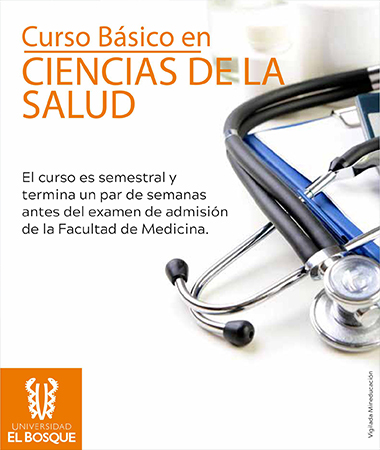 Curso Básico en
CIENCIAS DE LA
SALUD
El curso es semestral y
termina un par de semanas
antes del examen de admisión
de la Facultad de Medicina.
UNIVERSIDAD
EL BOSQUE
Vigilada Mineducación